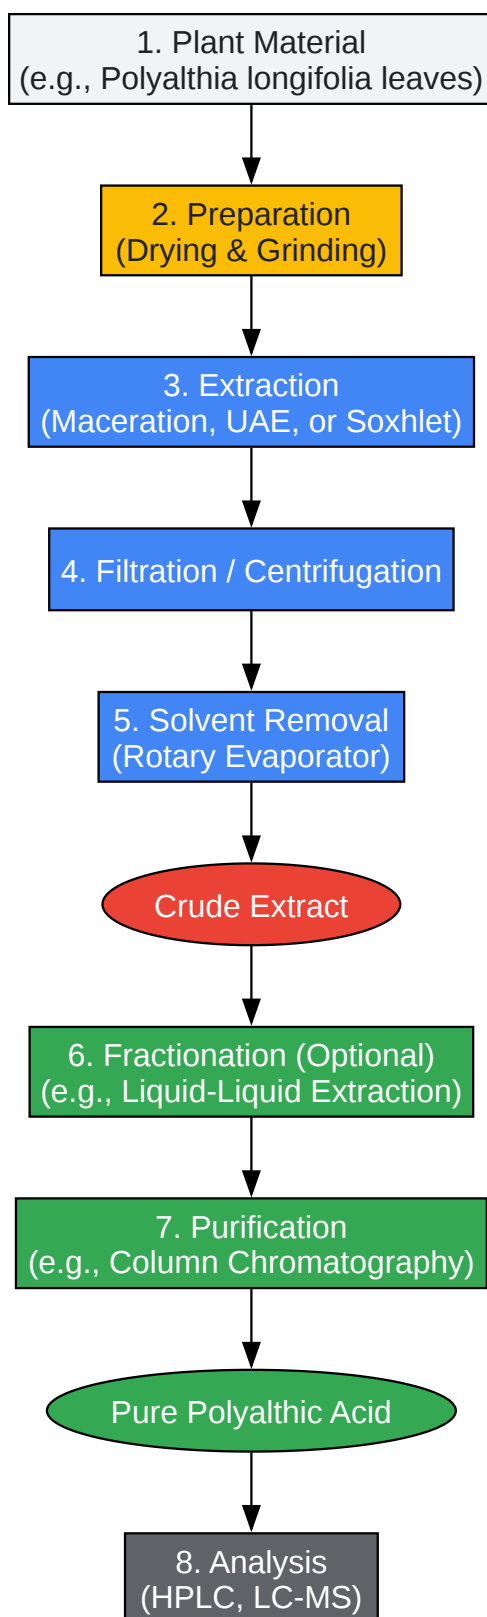 1. Plant Material
(e.g., Polyalthia longifolia leaves)
2. Preparation
(Drying & Grinding)
3. Extraction
(Maceration, UAE, or Soxhlet)
4. Filtration / Centrifugation
5. Solvent Removal
(Rotary Evaporator)
Crude Extract
6. Fractionation (Optional)
(e.g., Liquid-Liquid Extraction)
7. Purification
(e.g., Column Chromatography)
Pure Polyalthic Acid
8. Analysis
(HPLC, LC-MS)